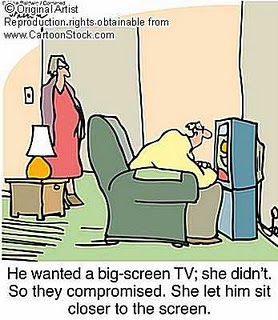 © Original Artist
Reproduction rights obtainable from
www.CartoonStock.com
He wanted a big-screen TV; she didn't.
So they compromised. She let him sit
closer to the screen.